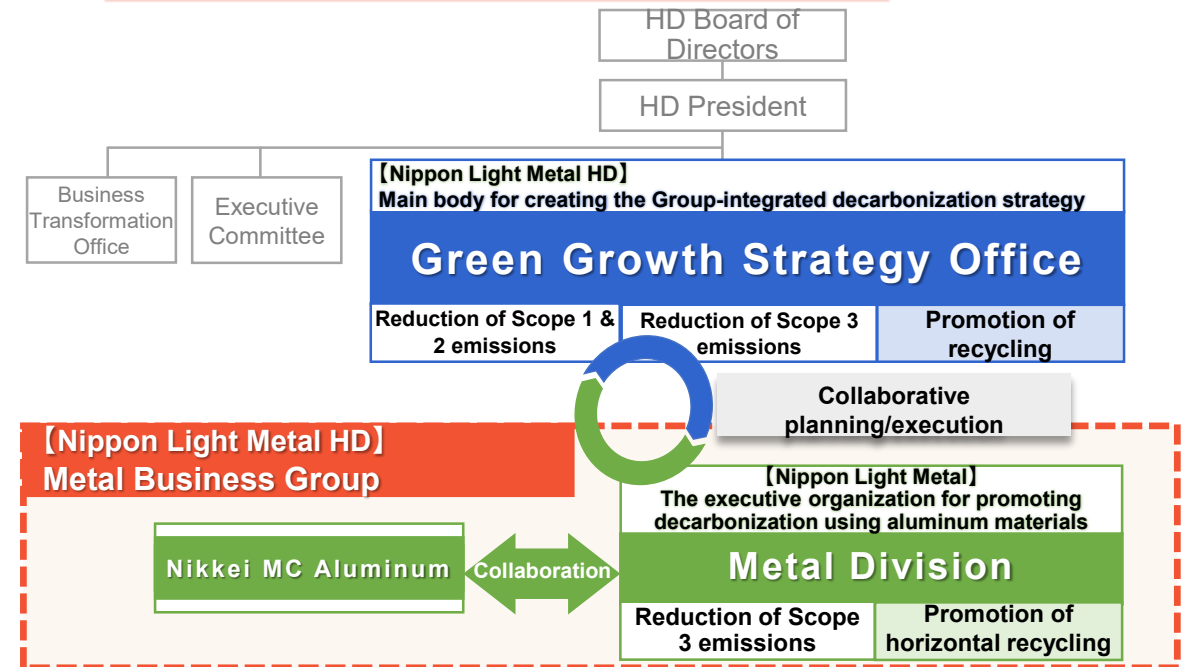 HD Board of
Directors
HD President
Business
Transformation
Office
Executive
Committee
【Nippon Light Metal HD】
Main body for creating the Group-integrated decarbonization strategy
Green Growth Strategy Office
Reduction of Scope 1 &
2 emissions
Reduction of Scope 3
emissions
Promotion of
recycling
Collaborative
planning/execution
【Nippon Light Metal HD】
Metal Business Group
【Nippon Light Metal】
The executive organization for promoting
decarbonization using aluminum materials
Nikkei MC Aluminum
Collaboration
Metal Division
Reduction of Scope
3 emissions
Promotion of
horizontal recycling